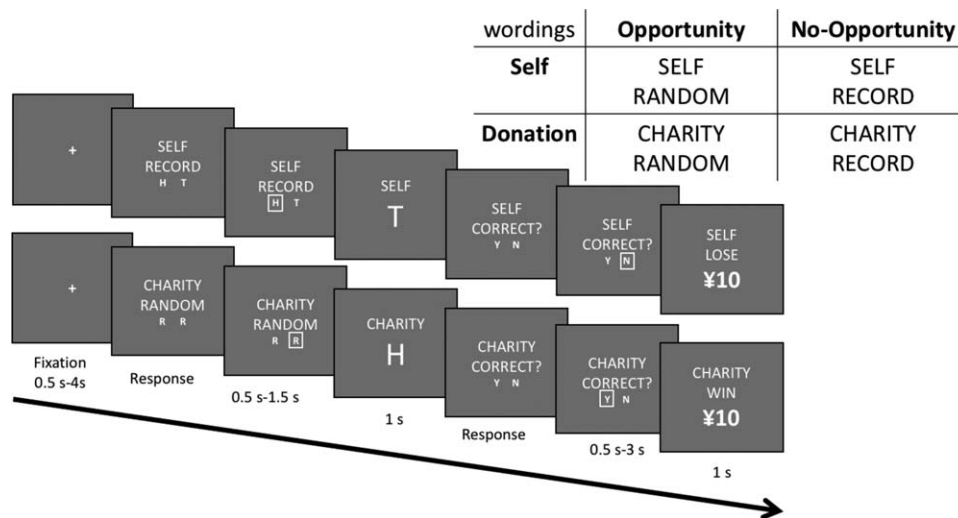 wordings Opportunity No-Opportunity
Self SELF SELF
RANDOM RECORD
Donation CHARITY CHARITY
RANDOM RECORD
+
SELF
RECORD
H T
SELF
RECORD
H T
SELF
T
SELF
CORRECT?
Y N
SELF
CORRECT?
Y N
SELF
LOSE
¥10
+
CHARITY
RANDOM
R R
CHARITY
RANDOM
R R
CHARITY
H
CHARITY
CORRECT?
Y N
CHARITY
CORRECT?
Y N
CHARITY
WIN
¥10
Fixation
0.5 s-4s
Response
0.5 s-1.5 s
1 s
Response
0.5 s-3 s
1 s